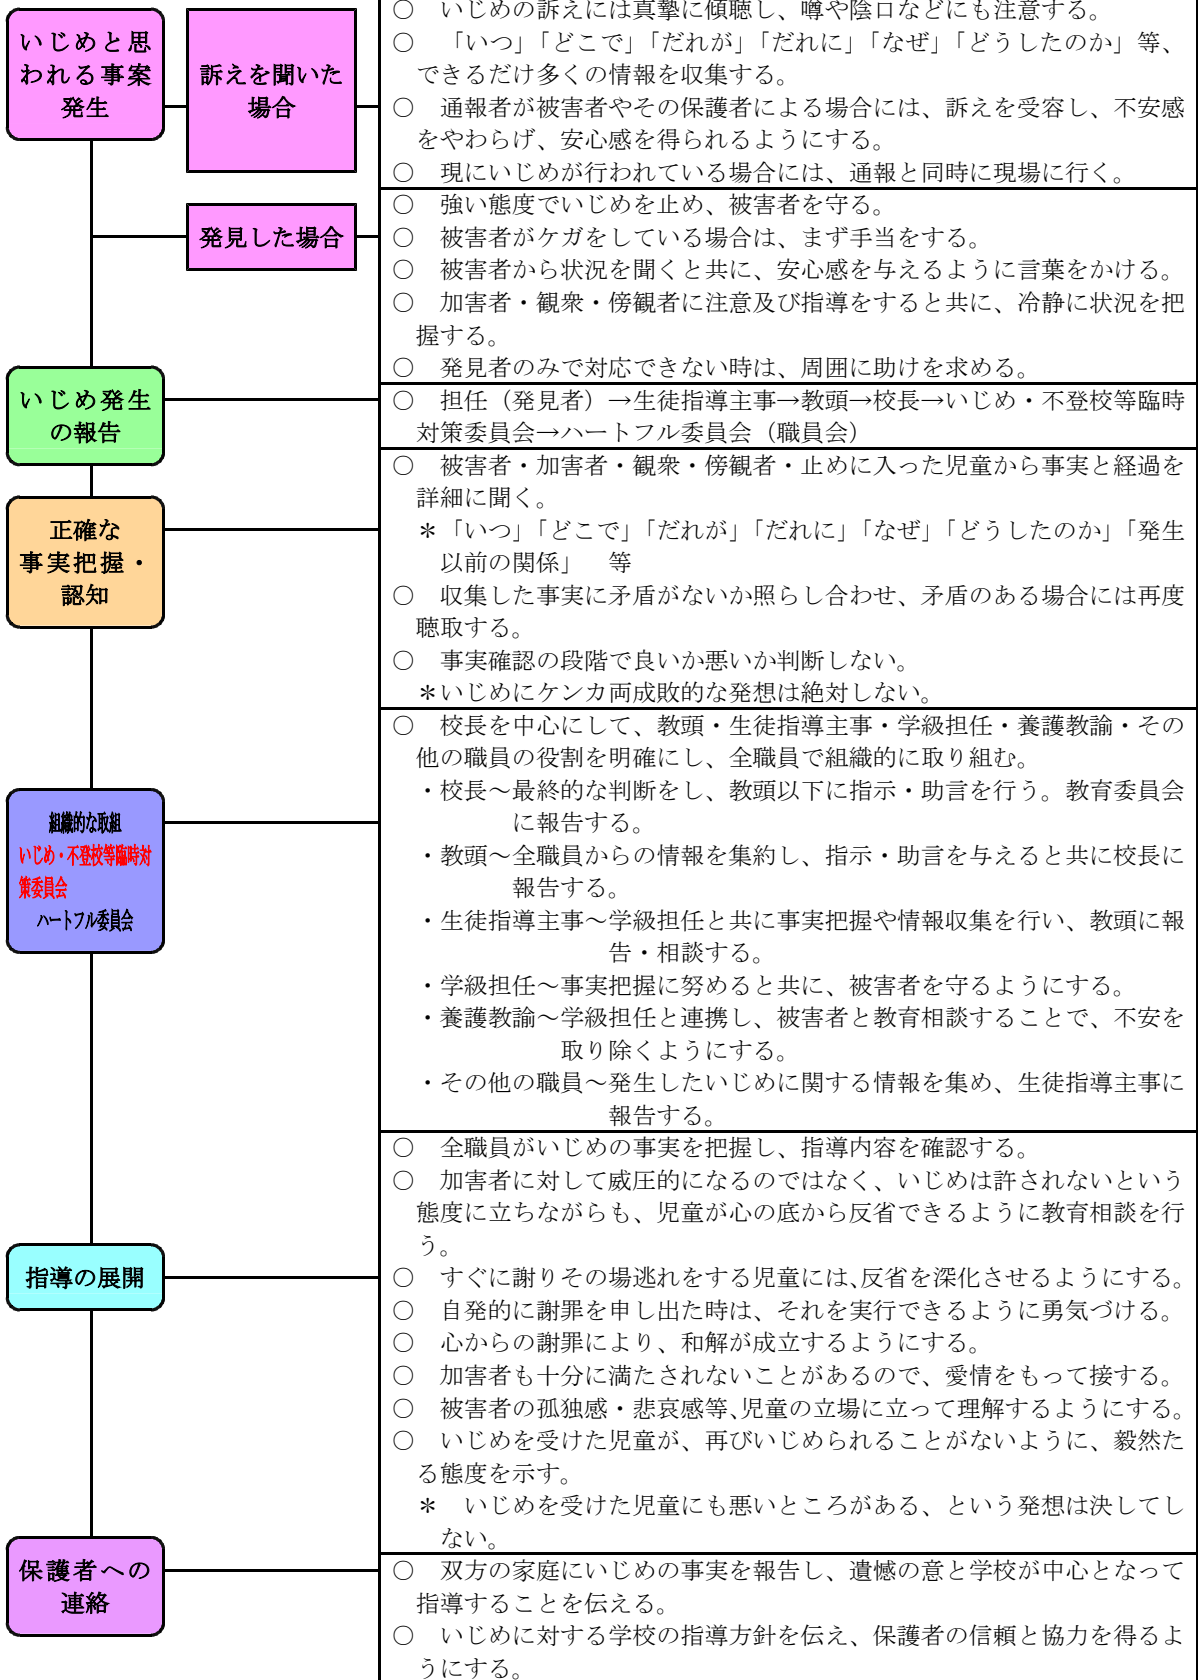 いじめと思
われる事案
発生
訴えを聞いた
場合
○　いじめの訴えには真摯に傾聴し、噂や陰口などにも注意する。
○　「いつ」「どこで」「だれが」「だれに」「なぜ」「どうしたのか」等、
できるだけ多くの情報を収集する。
○　通報者が被害者やその保護者による場合には、訴えを受容し、不安感
をやわらげ、安心感を得られるようにする。
○　現にいじめが行われている場合には、通報と同時に現場に行く。
発見した場合
○　強い態度でいじめを止め、被害者を守る。
○　被害者がケガをしている場合は、まず手当をする。
○　被害者から状況を聞くと共に、安心感を与えるように言葉をかける。
○　加害者・観衆・傍観者に注意及び指導をすると共に、冷静に状況を把
握する。
○　発見者のみで対応できない時は、周囲に助けを求める。
いじめ発生
の報告
○　担任（発見者）→生徒指導主事→教頭→校長→いじめ・不登校等臨時
対策委員会→ハートフル委員会（職員会）
正確な
事実把握・
認知
○　被害者・加害者・観衆・傍観者・止めに入った児童から事実と経過を
詳細に聞く。
＊「いつ」「どこで」「だれが」「だれに」「なぜ」「どうしたのか」「発生
以前の関係」　等
○　収集した事実に矛盾がないか照らし合わせ、矛盾のある場合には再度
聴取する。
○　事実確認の段階で良いか悪いか判断しない。
＊いじめにケンカ両成敗的な発想は絶対しない。
組織的な取組
いじめ・不登校等臨時対
策委員会
ハートフル委員会
○　校長を中心にして、教頭・生徒指導主事・学級担任・養護教諭・その
他の職員の役割を明確にし、全職員で組織的に取り組む。
・校長～最終的な判断をし、教頭以下に指示・助言を行う。教育委員会
に報告する。
・教頭～全職員からの情報を集約し、指示・助言を与えると共に校長に
報告する。
・生徒指導主事～学級担任と共に事実把握や情報収集を行い、教頭に報
告・相談する。
・学級担任～事実把握に努めると共に、被害者を守るようにする。
・養護教諭～学級担任と連携し、被害者と教育相談することで、不安を
取り除くようにする。
・その他の職員～発生したいじめに関する情報を集め、生徒指導主事に
報告する。
指導の展開
○　全職員がいじめの事実を把握し、指導内容を確認する。
○　加害者に対して威圧的になるのではなく、いじめは許されないという
態度に立ちながらも、児童が心の底から反省できるように教育相談を行
う。
○　すぐに謝りその場逃れをする児童には、反省を深化させるようにする。
○　自発的に謝罪を申し出た時は、それを実行できるように勇気づける。
○　心からの謝罪により、和解が成立するようにする。
○　加害者も十分に満たされないことがあるので、愛情をもって接する。
○　被害者の孤独感・悲哀感等、児童の立場に立って理解するようにする。
○　いじめを受けた児童が、再びいじめられることがないように、毅然た
る態度を示す。
＊　いじめを受けた児童にも悪いところがある、という発想は決してし
ない。
保護者への
連絡
○　双方の家庭にいじめの事実を報告し、遺憾の意と学校が中心となって
指導することを伝える。
○　いじめに対する学校の指導方針を伝え、保護者の信頼と協力を得るよ
うにする。